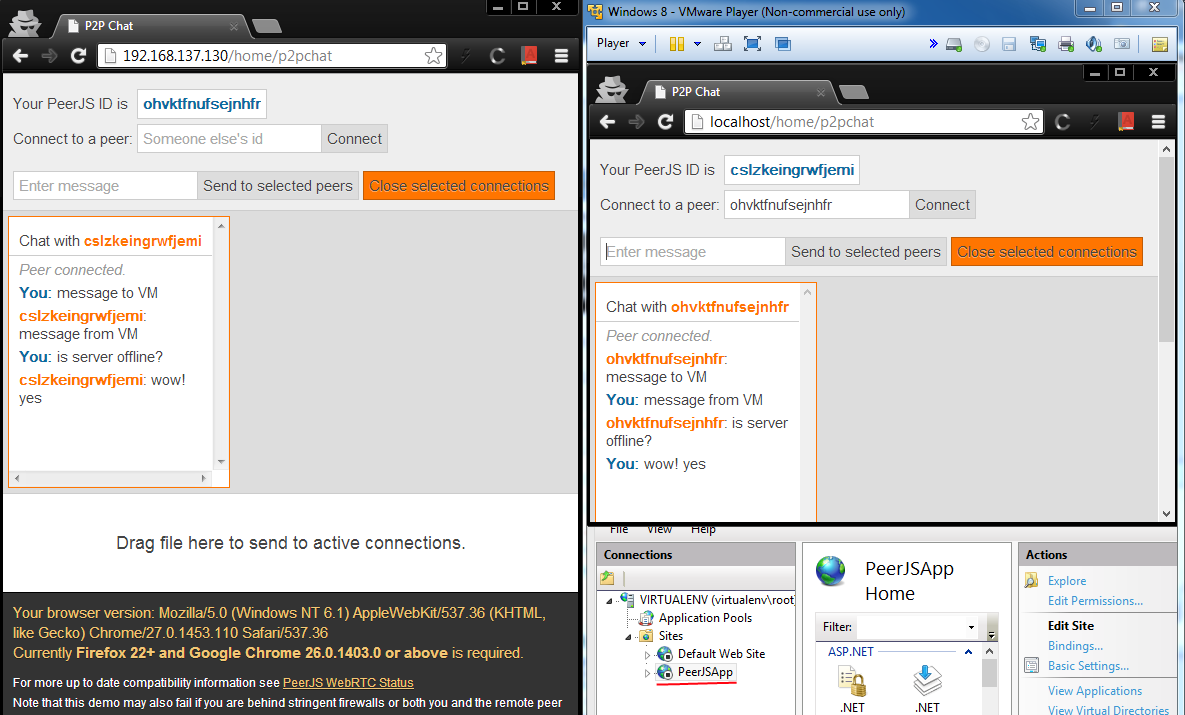 P2P Chat
192.168.137.130/home/p2pchat
Your PeerJS ID is ohvktfnufsejnhfr
Connect to a peer: Someone else's id Connect
Enter message Send to selected peers Close selected connections
Chat with cslzkeingrwfjemi
Peer connected.
You: message to VM
cslzkeingrwfjemi:
message from VM
You: is server offline?
cslzkeingrwfjemi: wow!
yes
Drag file here to send to active connections.
Your browser version: Mozilla/5.0 (Windows NT 6.1) AppleWebKit/537.36 (KHTML,
like Gecko) Chrome/27.0.1453.110 Safari/537.36
Currently Firefox 22+ and Google Chrome 26.0.1403.0 or above is required.
For more up to date compatibility information see PeerJS WebRTC Status
Note that this demo may also fail if you are behind stringent firewalls or both you and the remote peer
Windows 8 - VMware Player (Non-commercial use only)
Player
P2P Chat
localhost/home/p2pchat
Your PeerJS ID is cslzkeingrwfjemi
Connect to a peer: ohvktfnufsejnhfr Connect
Enter message Send to selected peers Close selected connections
Chat with ohvktfnufsejnhfr
Peer connected.
ohvktfnufsejnhfr:
message to VM
You: message from VM
ohvktfnufsejnhfr: is server
offline?
You: wow! yes
File View Help
Connections
VIRTUALENV (virtualenv\root
Application Pools
Sites
Default Web Site
PeerJSApp
PeerJSApp
Home
Filter:
ASP.NET
.NET .NET
Actions
Explore
Edit Permissions...
Edit Site
Bindings...
Basic Settings...
View Applications
View Virtual Directories